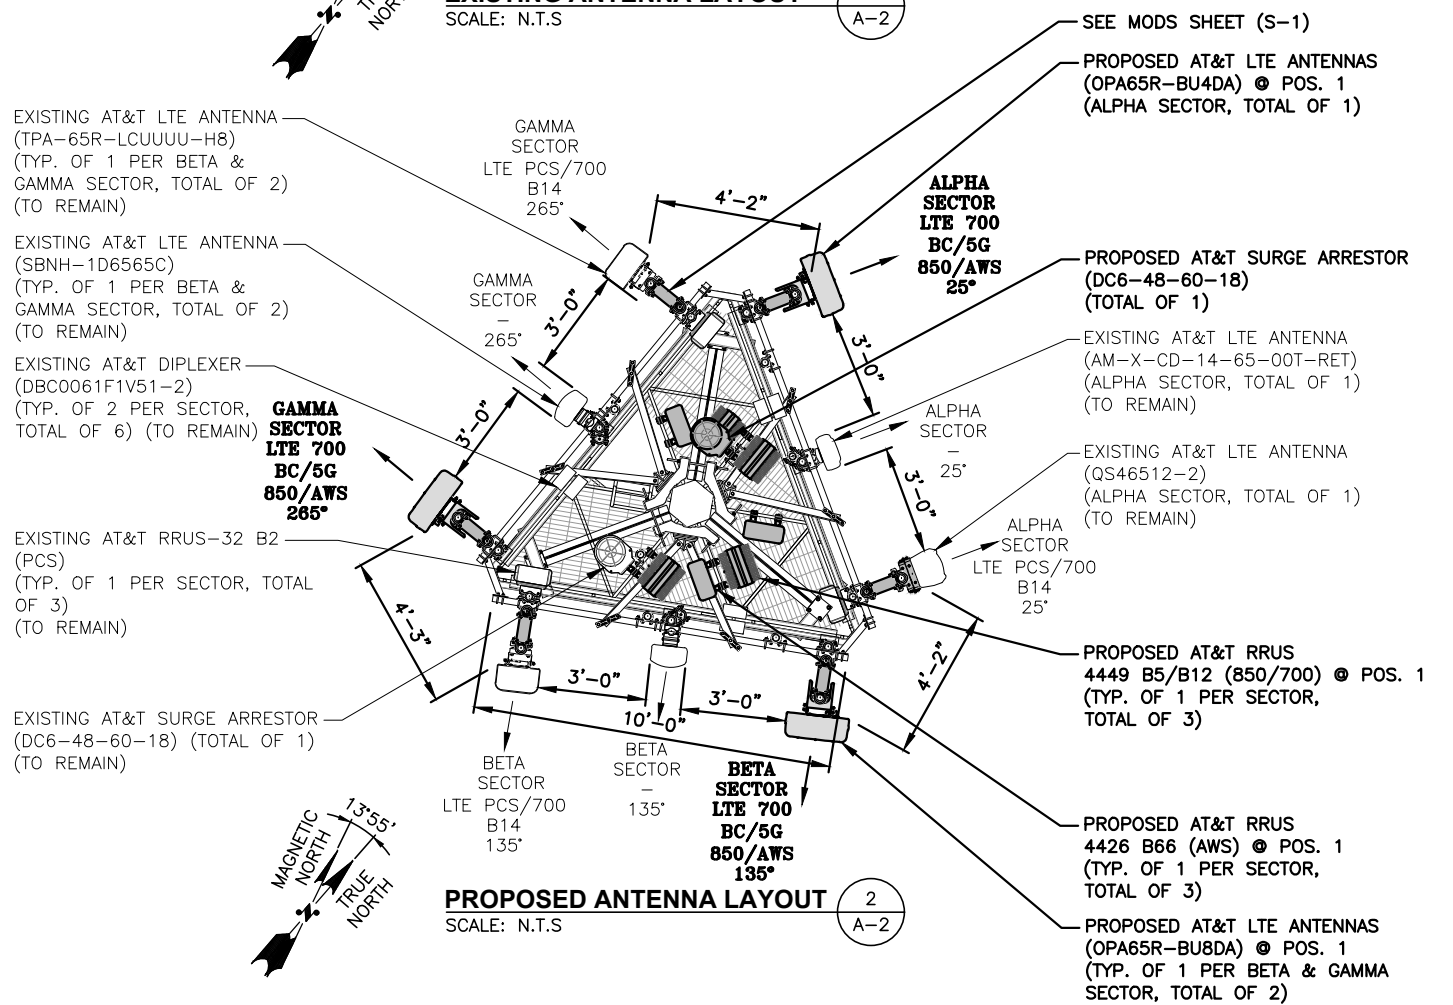 EXISTING ANTENNA LAYOUT
SCALE: N.T.S
A-2
NORTH
SEE MODS SHEET (S-1)
PROPOSED AT&T LTE ANTENNAS
(OPA65R-BU4DA) @ POS. 1
(ALPHA SECTOR, TOTAL OF 1)
EXISTING AT&T LTE ANTENNA
(TPA-65R-LCUUUU-H8)
(TYP. OF 1 PER BETA &
GAMMA SECTOR, TOTAL OF 2)
(TO REMAIN)
GAMMA
SECTOR
LTE PCS/700
B14
265°
4'-2"
ALPHA
SECTOR
LTE 700
BC/5G
850/AWS
25°
EXISTING AT&T LTE ANTENNA
(SBNH-1D6565C)
(TYP. OF 1 PER BETA &
GAMMA SECTOR, TOTAL OF 2)
(TO REMAIN)
GAMMA
SECTOR
-
265°
3'-0"
PROPOSED AT&T SURGE ARRESTOR
(DC6-48-60-18)
(TOTAL OF 1)
3'-0"
EXISTING AT&T LTE ANTENNA
(AM-X-CD-14-65-00T-RET)
(ALPHA SECTOR, TOTAL OF 1)
(TO REMAIN)
EXISTING AT&T DIPLEXER
(DBC0061F1V51-2)
(TYP. OF 2 PER SECTOR,
TOTAL OF 6) (TO REMAIN)
GAMMA
SECTOR
LTE 700
BC/5G
850/AWS
265°
3'-0"
ALPHA
SECTOR
-
25°
EXISTING AT&T LTE ANTENNA
(QS46512-2)
(ALPHA SECTOR, TOTAL OF 1)
(TO REMAIN)
3'-0"
ALPHA
SECTOR
LTE PCS/700
B14
25°
EXISTING AT&T RRUS-32 B2
(PCS)
(TYP. OF 1 PER SECTOR, TOTAL
OF 3)
(TO REMAIN)
4'-3"
4'-2"
PROPOSED AT&T RRUS
4449 B5/B12 (850/700) @ POS. 1
(TYP. OF 1 PER SECTOR,
TOTAL OF 3)
EXISTING AT&T SURGE ARRESTOR
(DC6-48-60-18) (TOTAL OF 1)
(TO REMAIN)
3'-0"
3'-0"
10'-0"
BETA
SECTOR
LTE PCS/700
B14
135°
BETA
SECTOR
-
135°
BETA
SECTOR
LTE 700
BC/5G
850/AWS
135°
PROPOSED AT&T RRUS
4426 B66 (AWS) @ POS. 1
(TYP. OF 1 PER SECTOR,
TOTAL OF 3)
13°55'
MAGNETIC
NORTH
TRUE
NORTH
N
PROPOSED ANTENNA LAYOUT
SCALE: N.T.S
2
A-2
PROPOSED AT&T LTE ANTENNAS
(OPA65R-BU8DA) @ POS. 1
(TYP. OF 1 PER BETA & GAMMA
SECTOR, TOTAL OF 2)